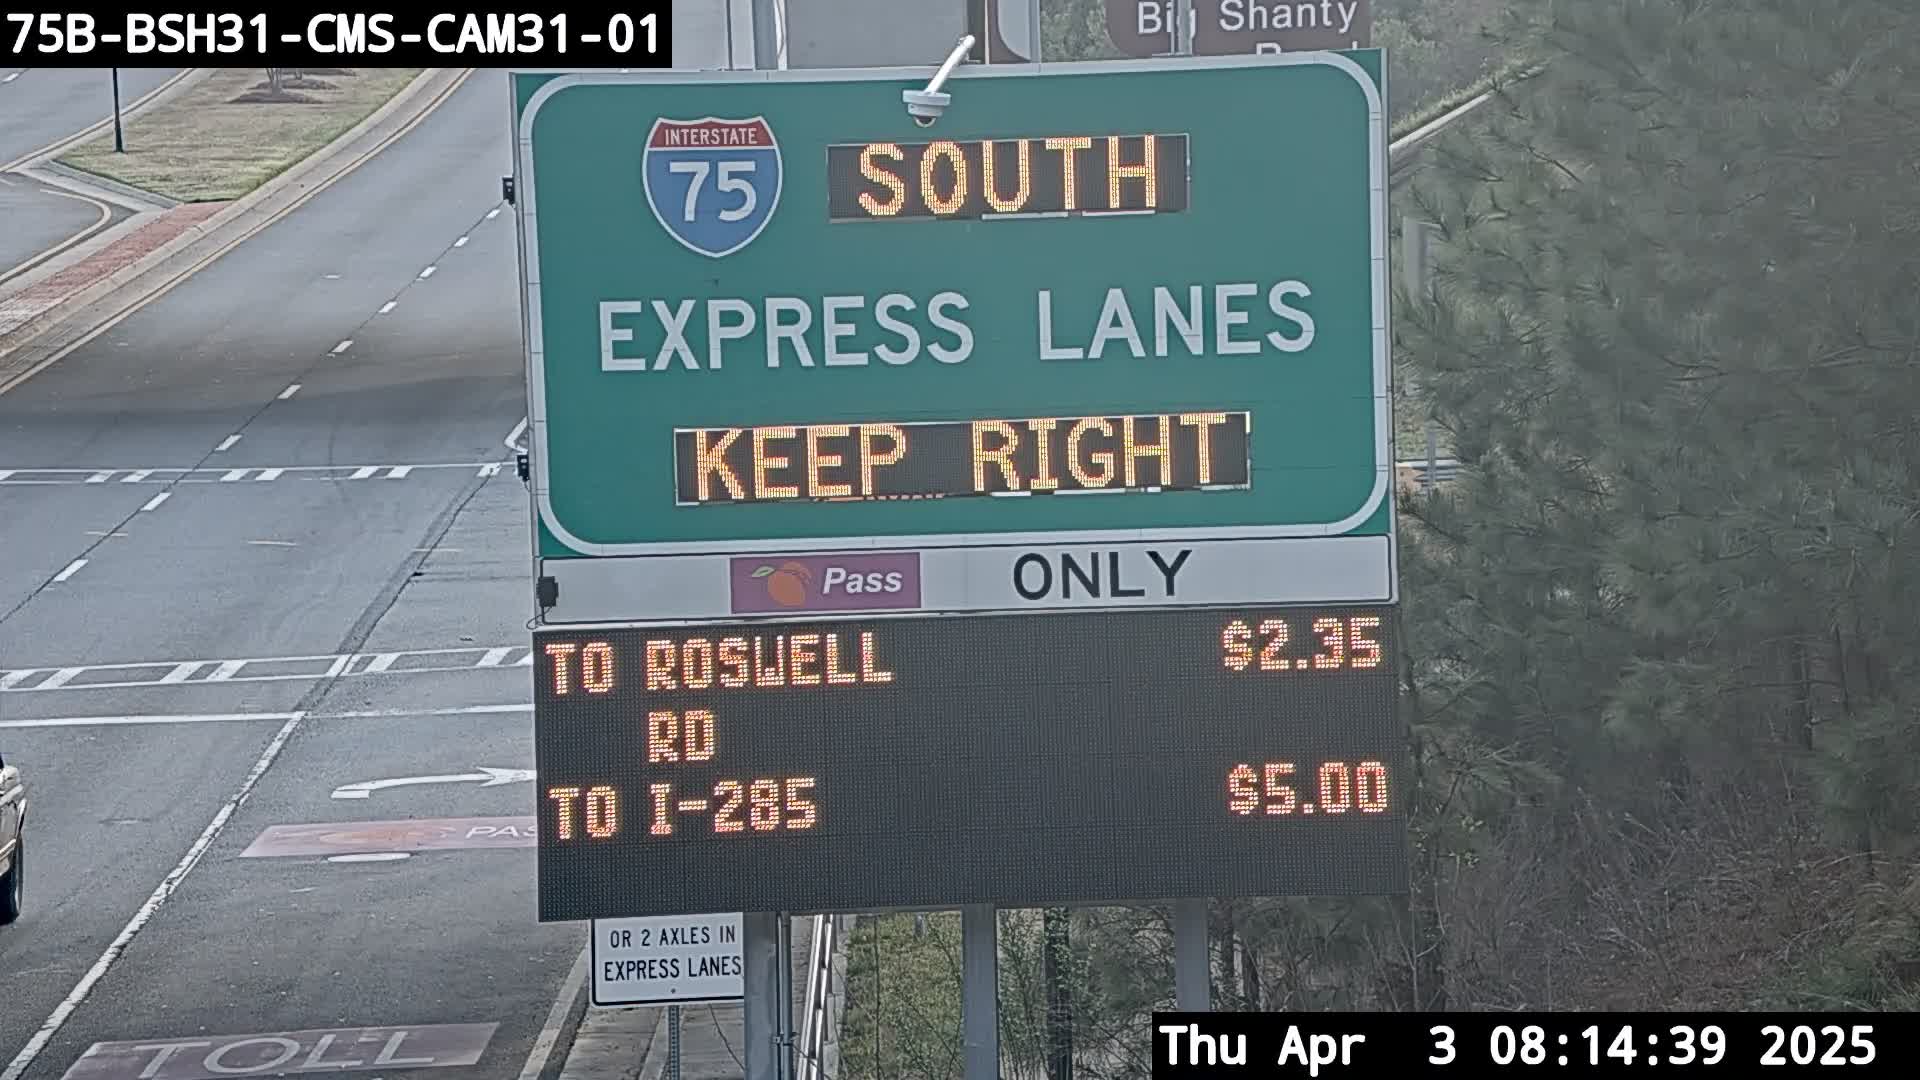 75B-BSH31-CMS-CAM31-01
Big Shanty
INTERSTATE
75
SOUTH
EXPRESS LANES
KEEP RIGHT
Pass ONLY
TO ROSWELL $2.35
RD
TO I-285 $5.00
PAS
OR 2 AXLES IN
EXPRESS LANES
TOLL
Thu Apr 3 08:14:39 2025